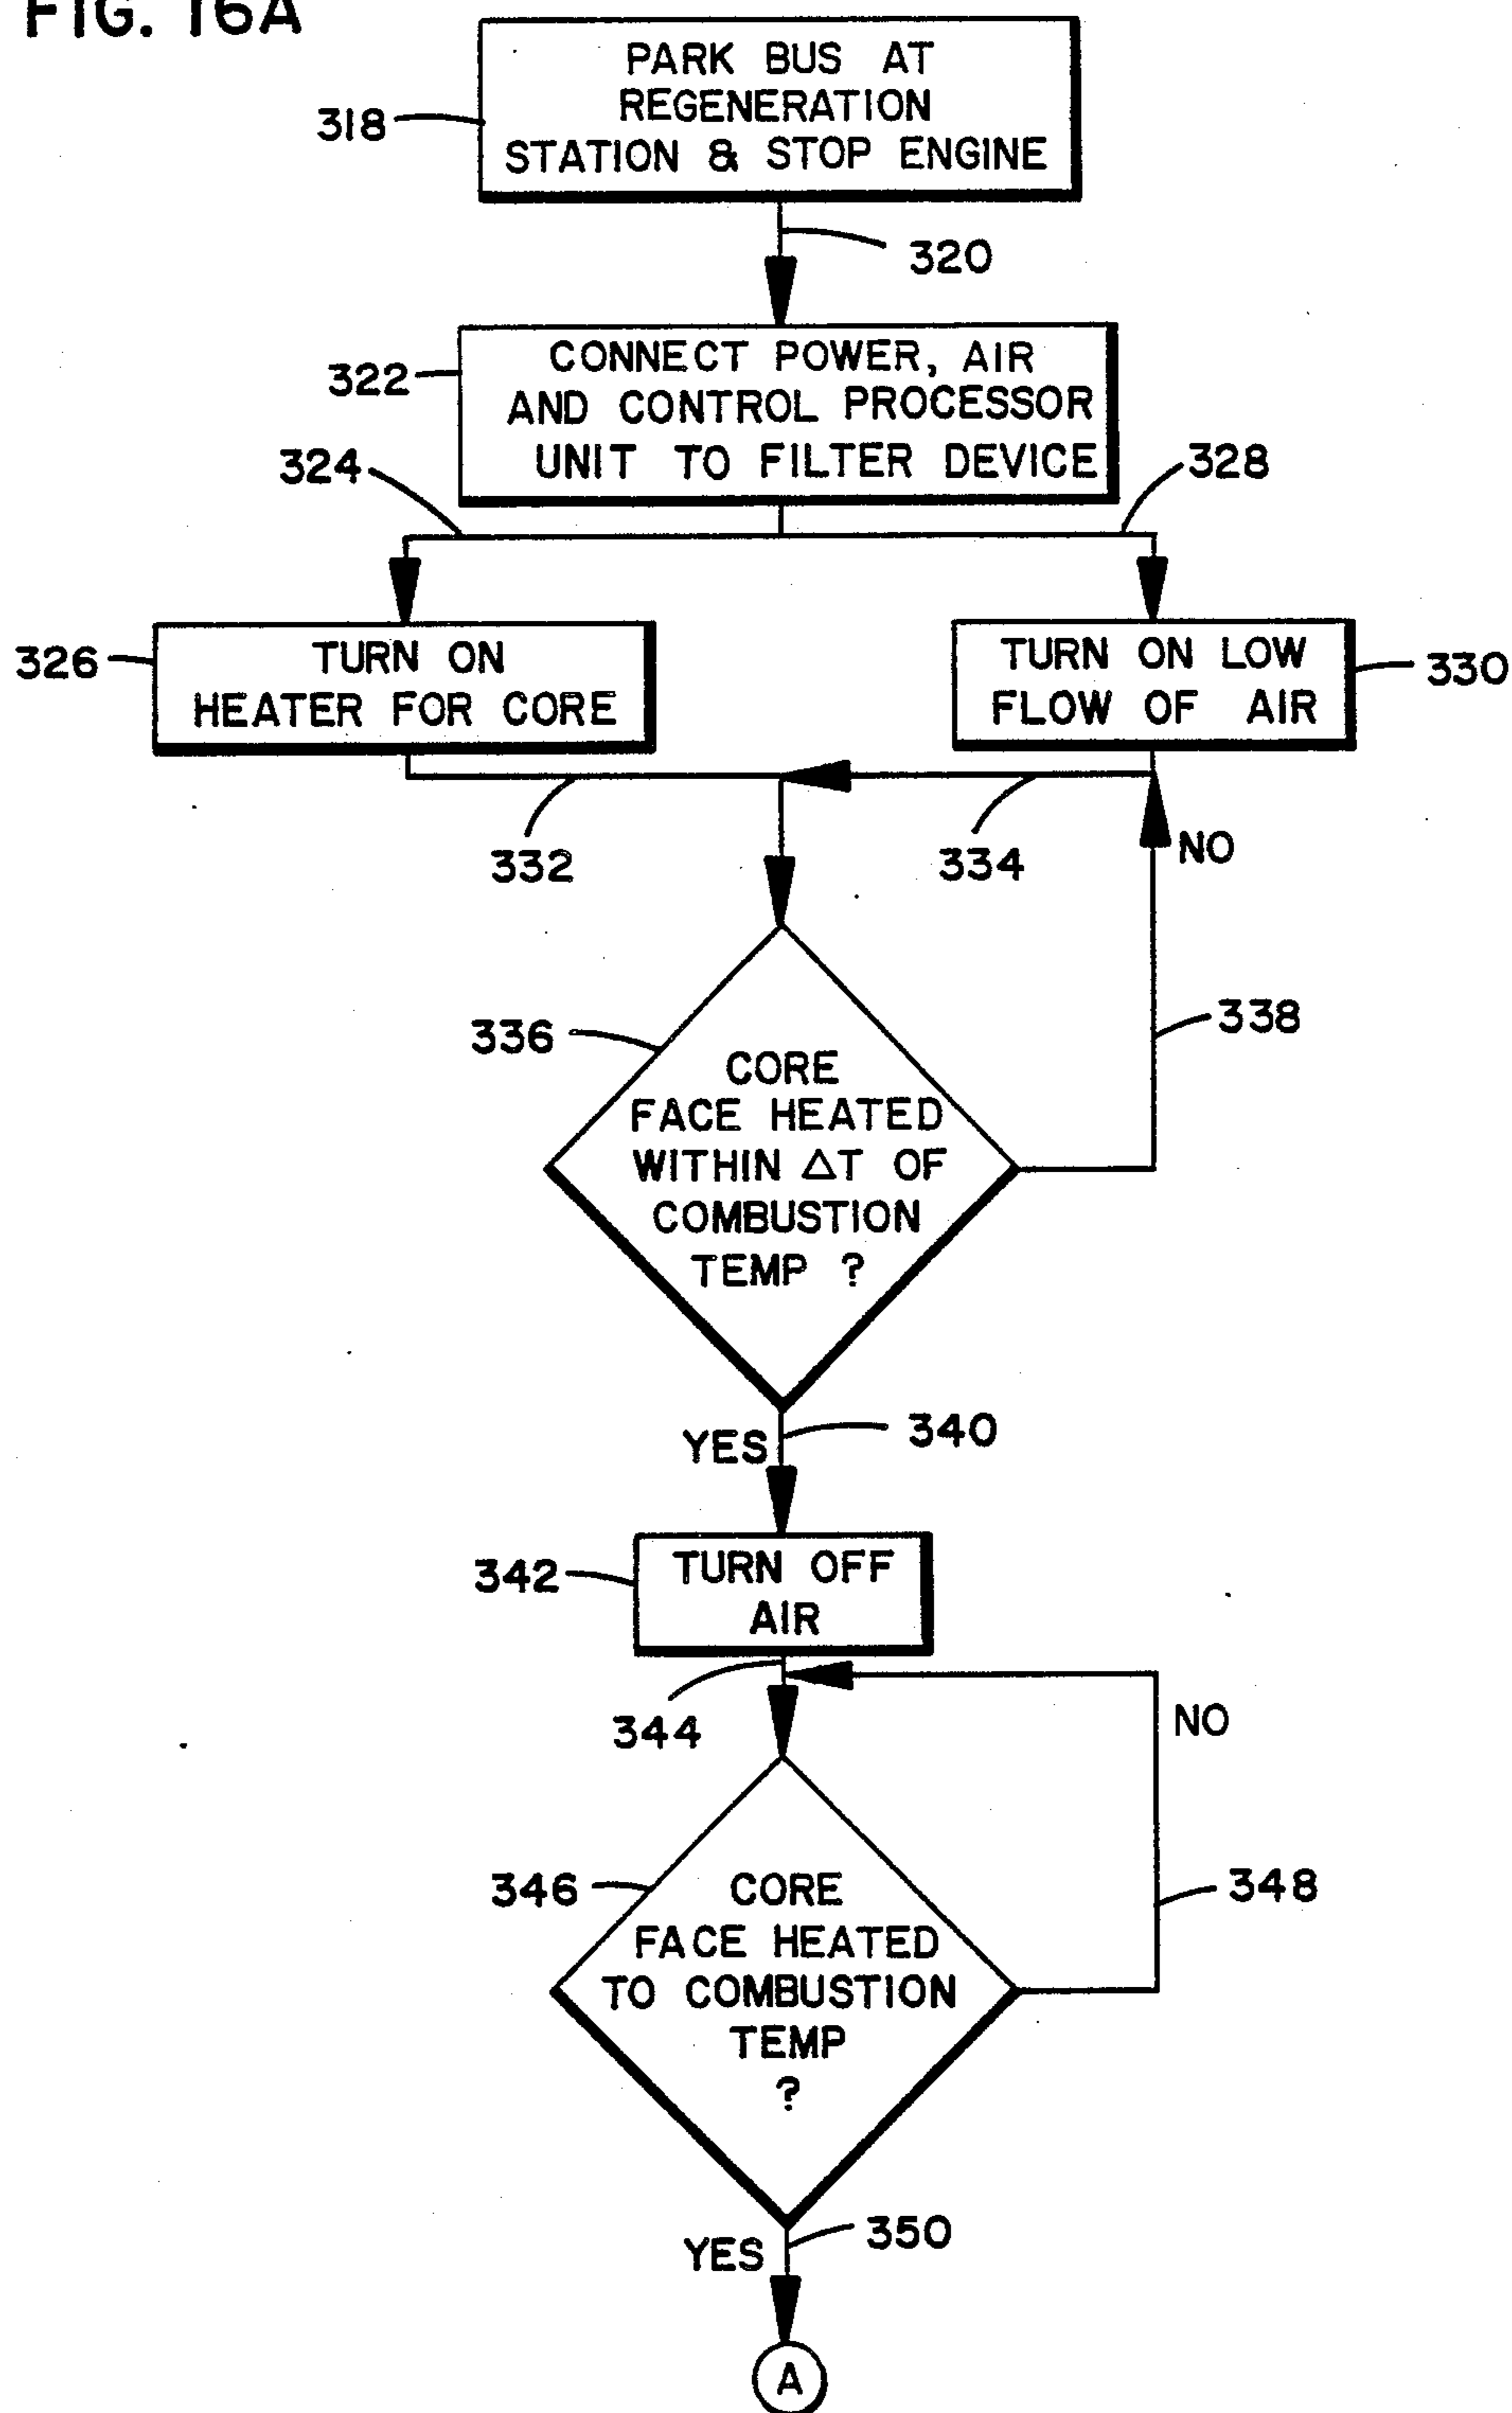 FIG. 16A
PARK BUS AT
REGENERATION
STATION & STOP ENGINE
318
320
CONNECT POWER, AIR
AND CONTROL PROCESSOR
UNIT TO FILTER DEVICE
322
324
328
TURN ON
HEATER FOR CORE
326
TURN ON LOW
FLOW OF AIR
330
332
334
NO
336
338
CORE
FACE HEATED
WITHIN ΔT OF
COMBUSTION
TEMP ?
YES
340
342
TURN OFF
AIR
344
NO
346
348
CORE
FACE HEATED
TO COMBUSTION
TEMP
?
YES
350
A